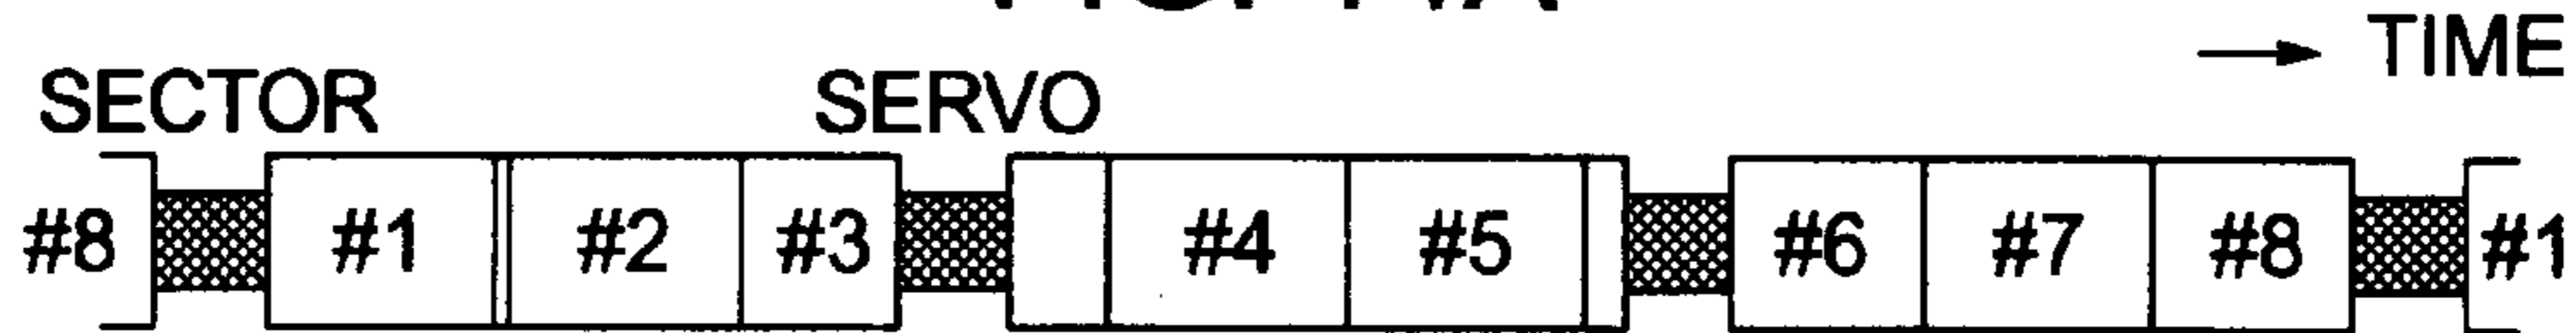 TIME
SECTOR SERVO
#8 #1 #2 #3 #4 #5 #6 #7 #8 #1